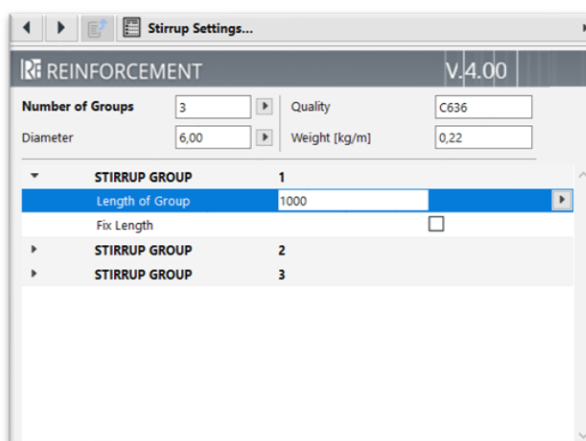 Stirrup Settings...
REINFORCEMENT V.4.00
Number of Groups 3 Quality C636
Diameter 6,00 Weight [kg/m] 0,22
STIRRUP GROUP 1
Length of Group 1000
Fix Length
STIRRUP GROUP 2
STIRRUP GROUP 3